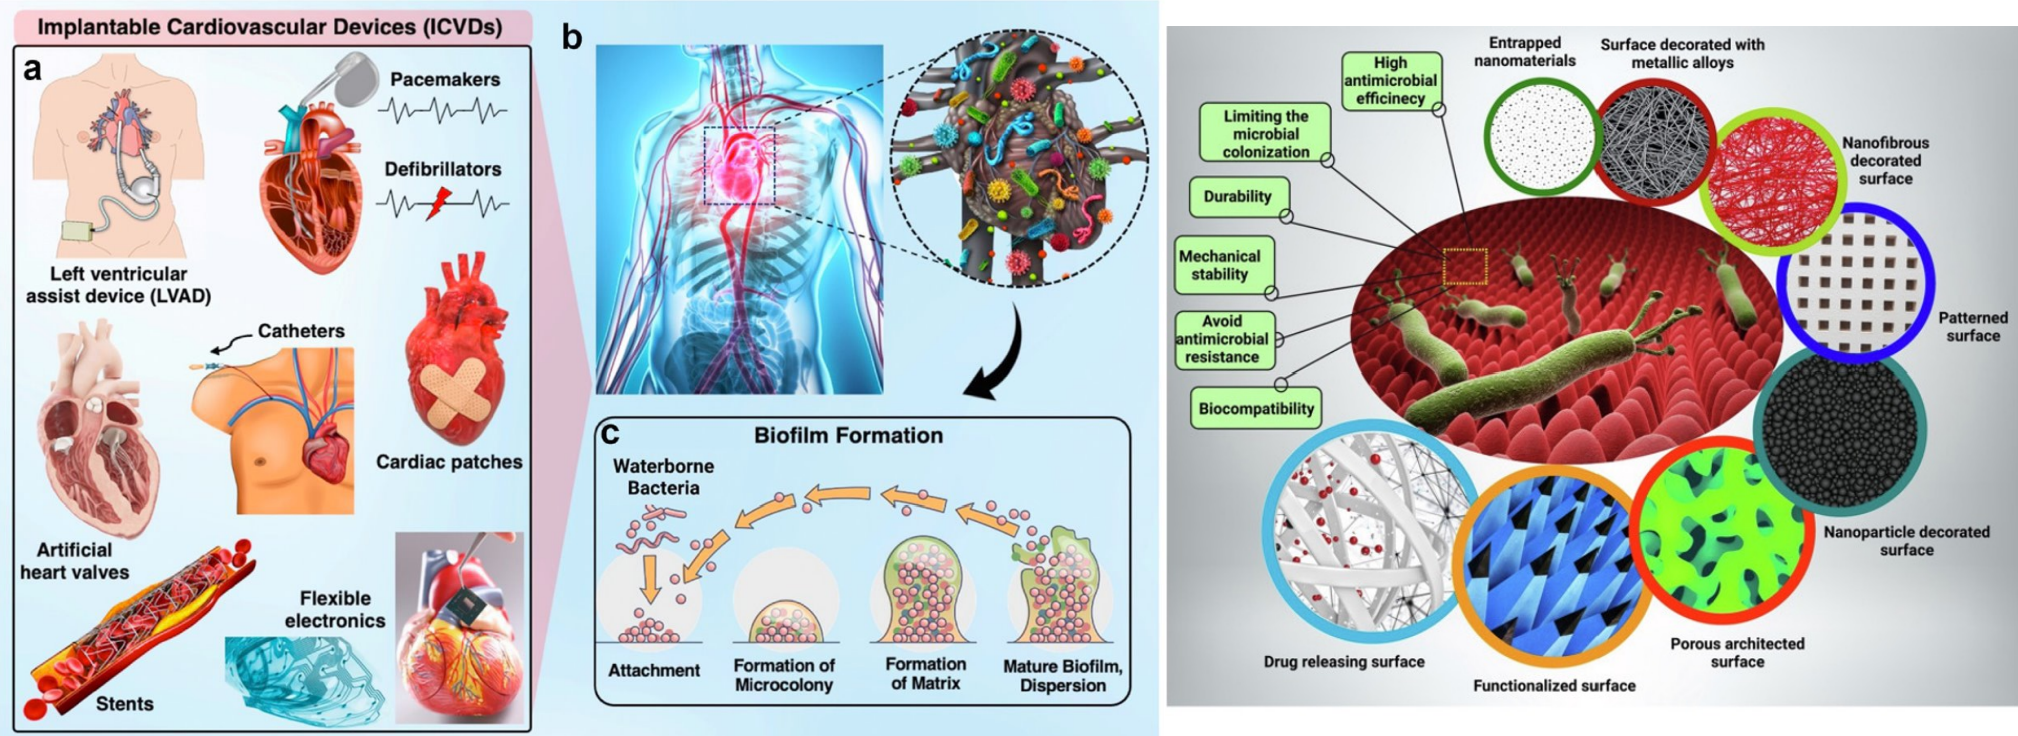 Implantable Cardiovascular Devices (ICVDs)
a
Pacemakers
Defibrillators
Left ventricular
assist device (LVAD)
Catheters
Cardiac patches
Artificial
heart valves
Flexible
electronics
Stents
b
c
Biofilm Formation
Waterborne
Bacteria
Attachment
Formation of
Microcolony
Formation
of Matrix
Mature Biofilm,
Dispersion
High
antimicrobial
efficinecy
Limiting the
microbial
colonization
Durability
Mechanical
stability
Avoid
antimicrobial
resistance
Biocompatibility
Entrapped
nanomaterials
Surface decorated with
metallic alloys
Nanofibrous
decorated
surface
Patterned
surface
Nanoparticle decorated
surface
Porous architected
surface
Functionalized surface
Drug releasing surface